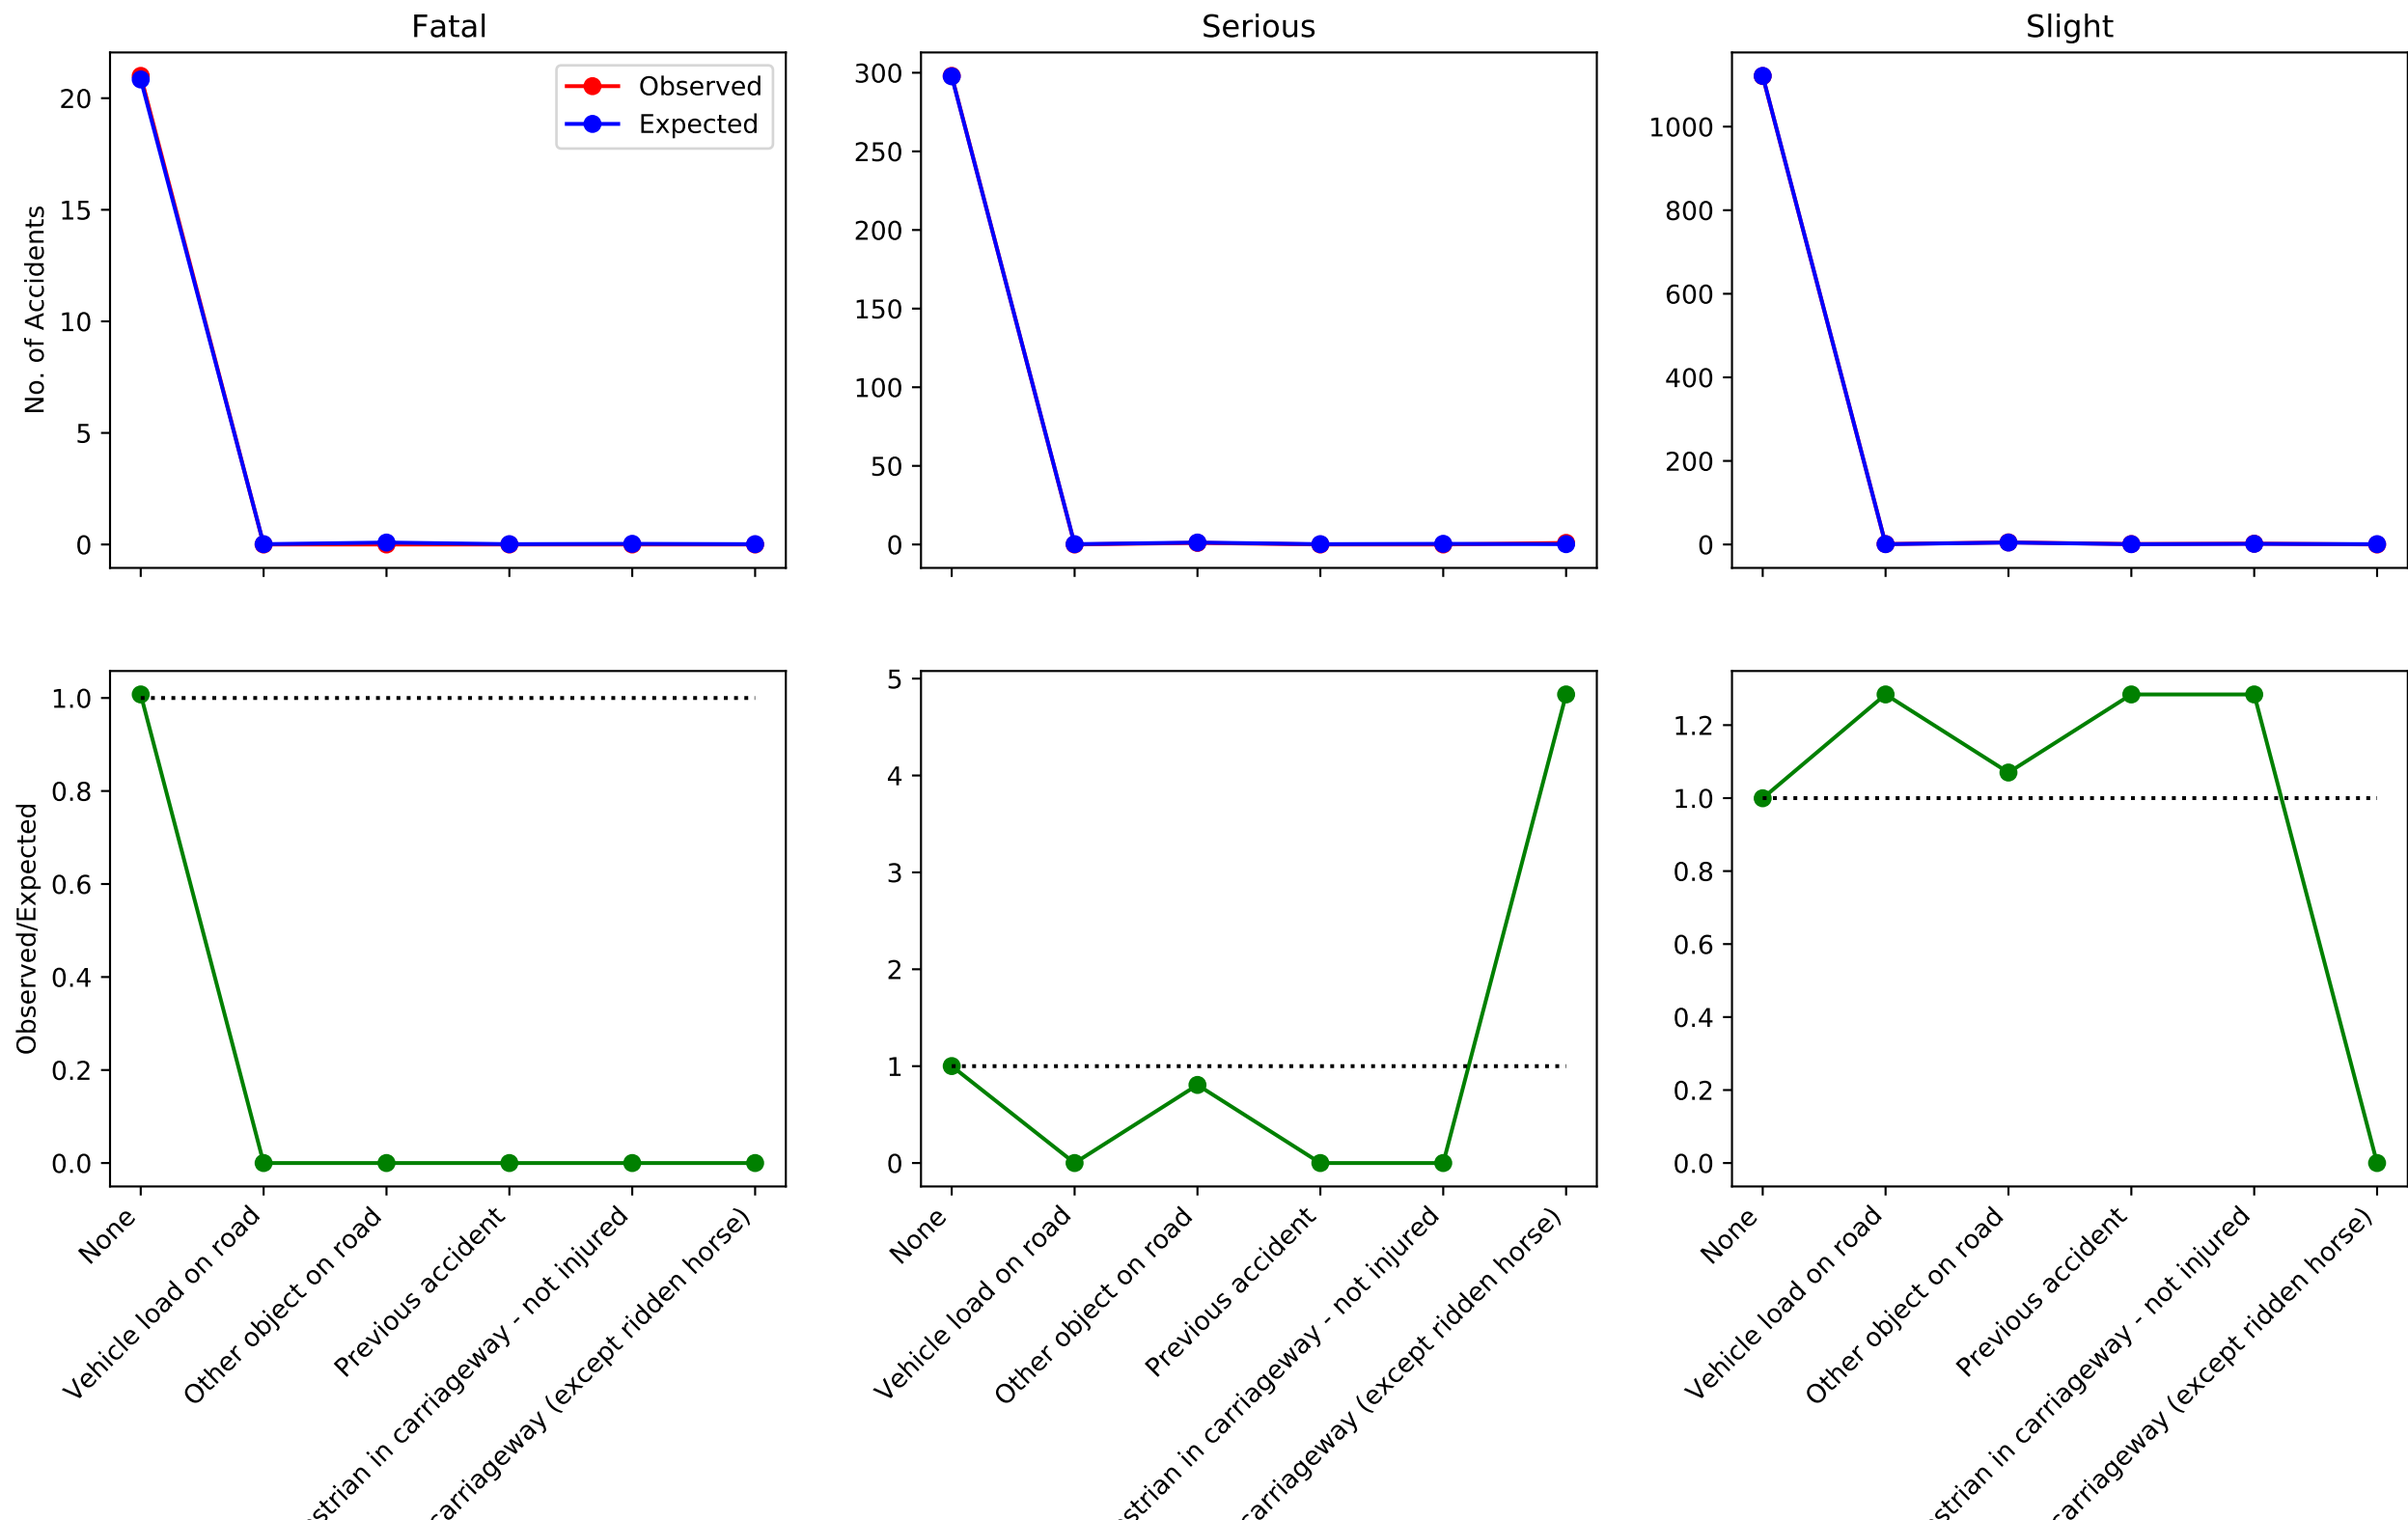 Fatal
Serious
Slight
Observed
Expected
No. of Accidents
20
15
10
5
0
300
250
200
150
100
50
0
1000
800
600
400
200
0
Observed/Expected
1.0
0.8
0.6
0.4
0.2
0.0
5
4
3
2
1
0
1.2
1.0
0.8
0.6
0.4
0.2
0.0
None
Vehicle load on road
Other object on road
Previous accident
in carriageway - not injured
(except ridden horse)
None
Vehicle load on road
Other object on road
Previous accident
in carriageway - not injured
(except ridden horse)
None
Vehicle load on road
Other object on road
Previous accident
in carriageway - not injured
(except ridden horse)